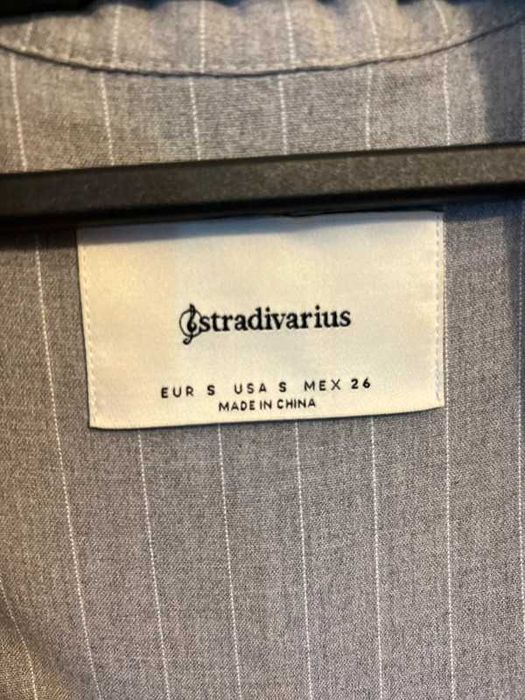 stradivarius
EUR S USA S MEX 26
MADE IN CHINA